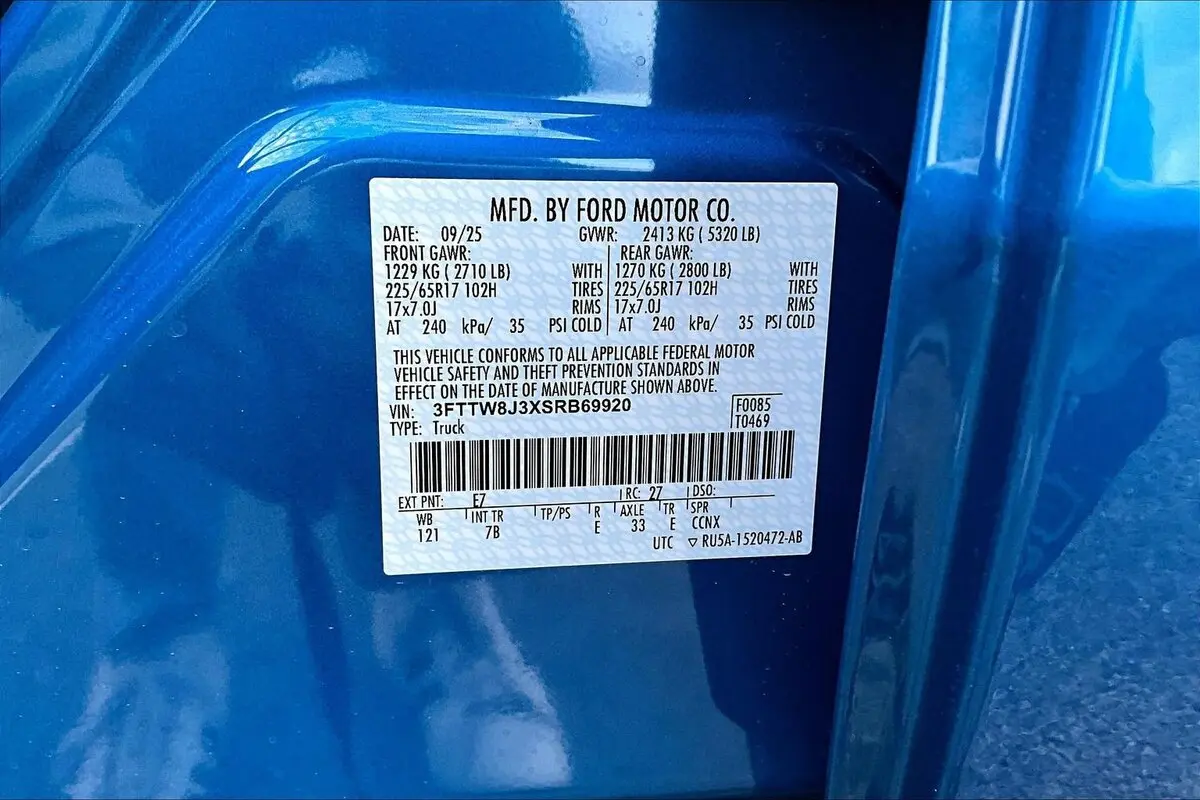 MFD. BY FORD MOTOR CO.
DATE: 09/25 GVWR: 2413 KG ( 5320 LB)
FRONT GAWR: REAR GAWR:
1229 KG ( 2710 LB) WITH 1270 KG ( 2800 LB) WITH
225/65R17 102H TIRES 225/65R17 102H TIRES
17x7.0J RIMS 17x7.0J RIMS
AT 240 kPa/ 35 PSI COLD AT 240 kPa/ 35 PSI COLD
THIS VEHICLE CONFORMS TO ALL APPLICABLE FEDERAL MOTOR
VEHICLE SAFETY AND THEFT PREVENTION STANDARDS IN
EFFECT ON THE DATE OF MANUFACTURE SHOWN ABOVE.
VIN: 3FTTW8J3XSRB69920 F0085
TYPE: Truck T0469
EXT PNT: E7 RC: 27 DSO:
WB INT TR TP/PS R AXLE TR SPR
121 7B E 33 E CCNX
UTC ▽ RU5A-1520472-AB